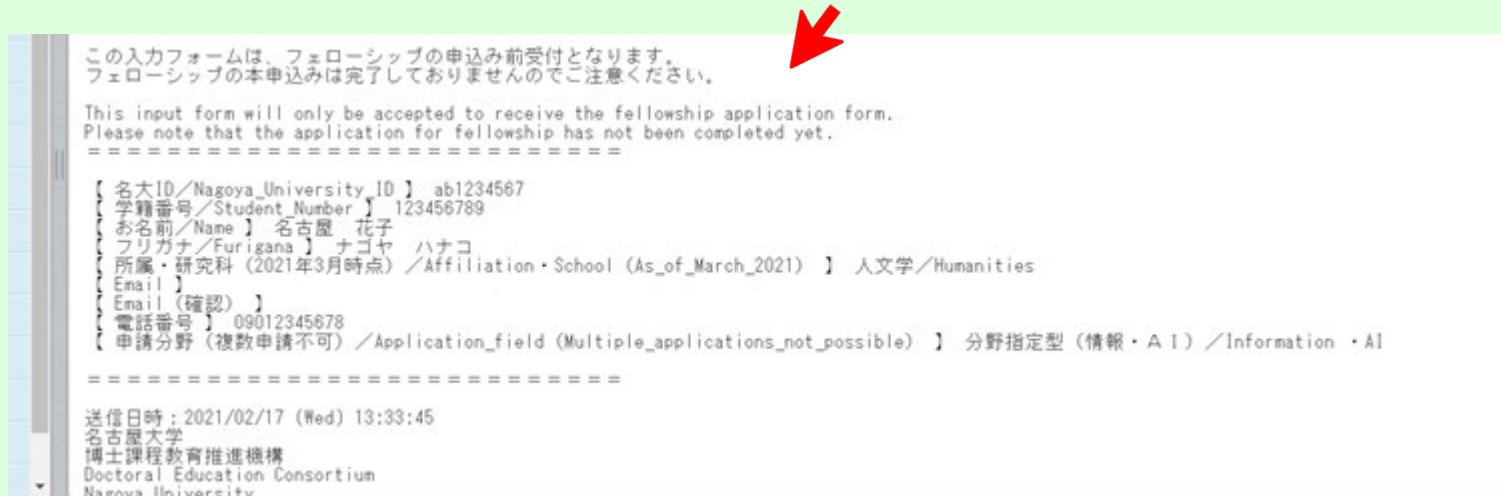 この入力フォームは、フェローシップの申込み前受付となります。
フェローシップの本申込みは完了しておりませんのでご注意ください。
This input form will only be accepted to receive the fellowship application form.
Please note that the application for fellowship has not been completed yet.
===========================
【 名大ID／Nagoya_University_ID 】 ab1234567
【 学籍番号／Student_Number 】 123456789
【 お名前／Name 】 名古屋　花子
【 フリガナ／Furigana 】 ナゴヤ　ハナコ
【 所属・研究科（2021年3月時点）／Affiliation・School（As_of_March_2021） 】 人文学／Humanities
【 Email 】
【 Email（確認） 】
【 電話番号 】 09012345678
【 申請分野（複数申請不可）／Application_field（Multiple_applications_not_possible） 】 分野指定型（情報・ＡＩ）／Information ・AI
===========================
送信日時：2021/02/17 (Wed) 13:33:45
名古屋大学
博士課程教育推進機構
Doctoral Education Consortium
Nagoya University